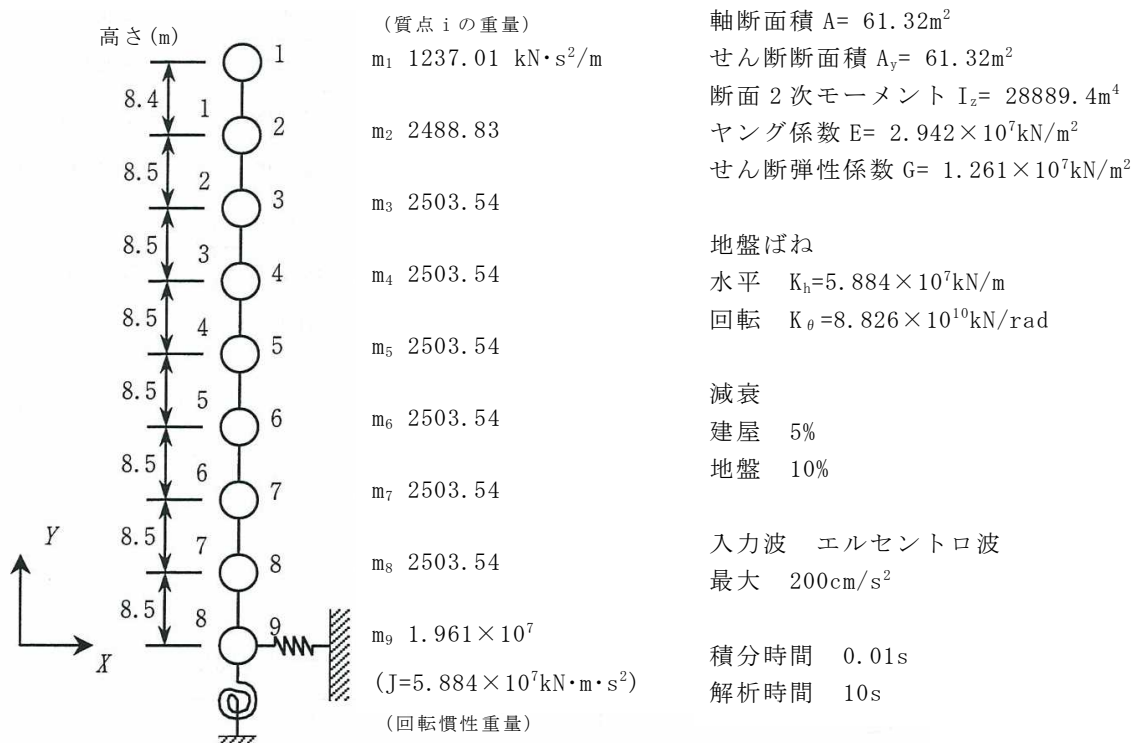 高さ(m)
(質点iの重量)
m₁ 1237.01 kN・s²/m
m₂ 2488.83
m₃ 2503.54
m₄ 2503.54
m₅ 2503.54
m₆ 2503.54
m₇ 2503.54
m₈ 2503.54
m₉ 1.961×10⁷
(J=5.884×10⁷kN・m・s²)
(回転慣性重量)
8.4
8.5
8.5
8.5
8.5
8.5
8.5
8.5
1
2
3
4
5
6
7
8
1
2
3
4
5
6
7
8
9
Y
X
軸断面積 A= 61.32m²
せん断断面積 Ay= 61.32m²
断面2次モーメント Iz= 28889.4m⁴
ヤング係数 E= 2.942×10⁷kN/m²
せん断弾性係数 G= 1.261×10⁷kN/m²
地盤ばね
水平 Kh=5.884×10⁷kN/m
回転 Kθ=8.826×10¹⁰kN/rad
減衰
建屋 5%
地盤 10%
入力波 エルセントロ波
最大 200cm/s²
積分時間 0.01s
解析時間 10s